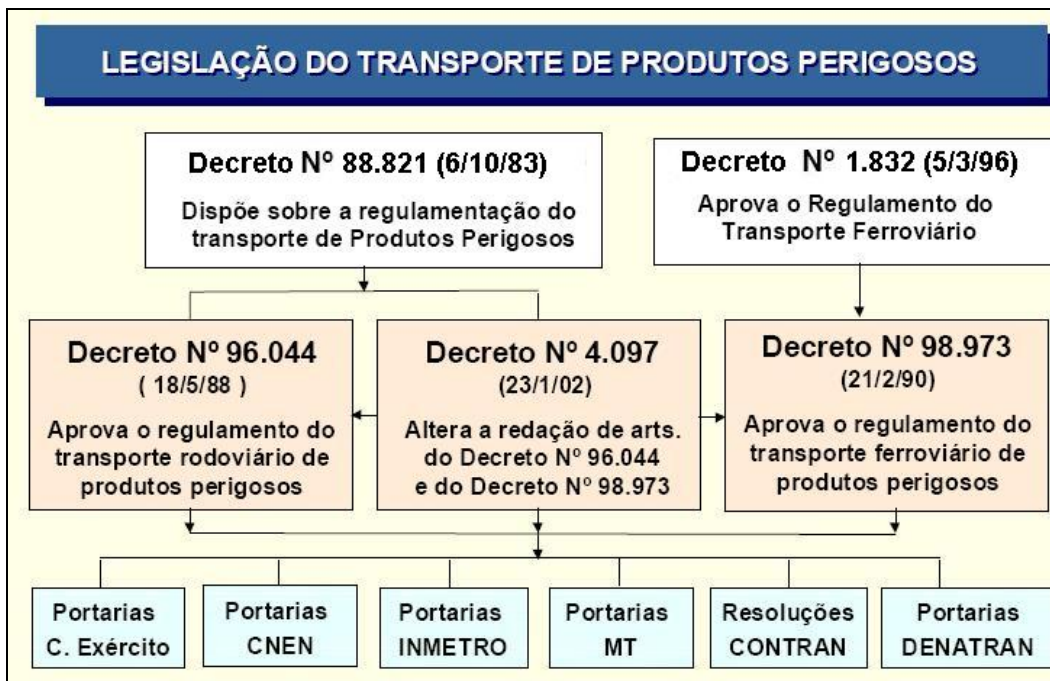 LEGISLAÇÃO DO TRANSPORTE DE PRODUTOS PERIGOSOS
Decreto Nº 88.821 (6/10/83)
Dispõe sobre a regulamentação do
transporte de Produtos Perigosos
Decreto Nº 1.832 (5/3/96)
Aprova o Regulamento do
Transporte Ferroviário
Decreto Nº 96.044
( 18/5/88 )
Aprova o regulamento do
transporte rodoviário de
produtos perigosos
Decreto Nº 4.097
(23/1/02)
Altera a redação de arts.
do Decreto Nº 96.044
e do Decreto Nº 98.973
Decreto Nº 98.973
(21/2/90)
Aprova o regulamento do
transporte ferroviário de
produtos perigosos
Portarias
C. Exército
Portarias
CNEN
Portarias
INMETRO
Portarias
MT
Resoluções
CONTRAN
Portarias
DENATRAN